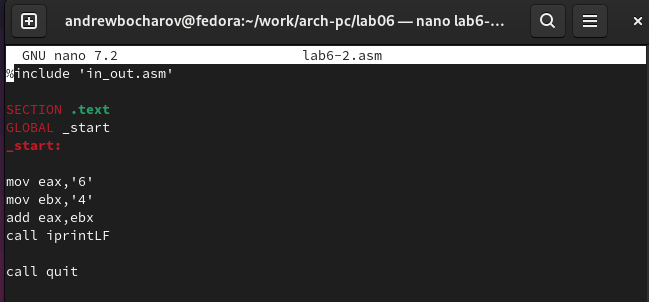 andrewbocharov@fedora:~/work/arch-pc/lab06 — nano lab6-...
GNU nano 7.2 lab6-2.asm
%include 'in_out.asm'
SECTION .text
GLOBAL _start
_start:
mov eax,'6'
mov ebx,'4'
add eax,ebx
call iprintLF
call quit